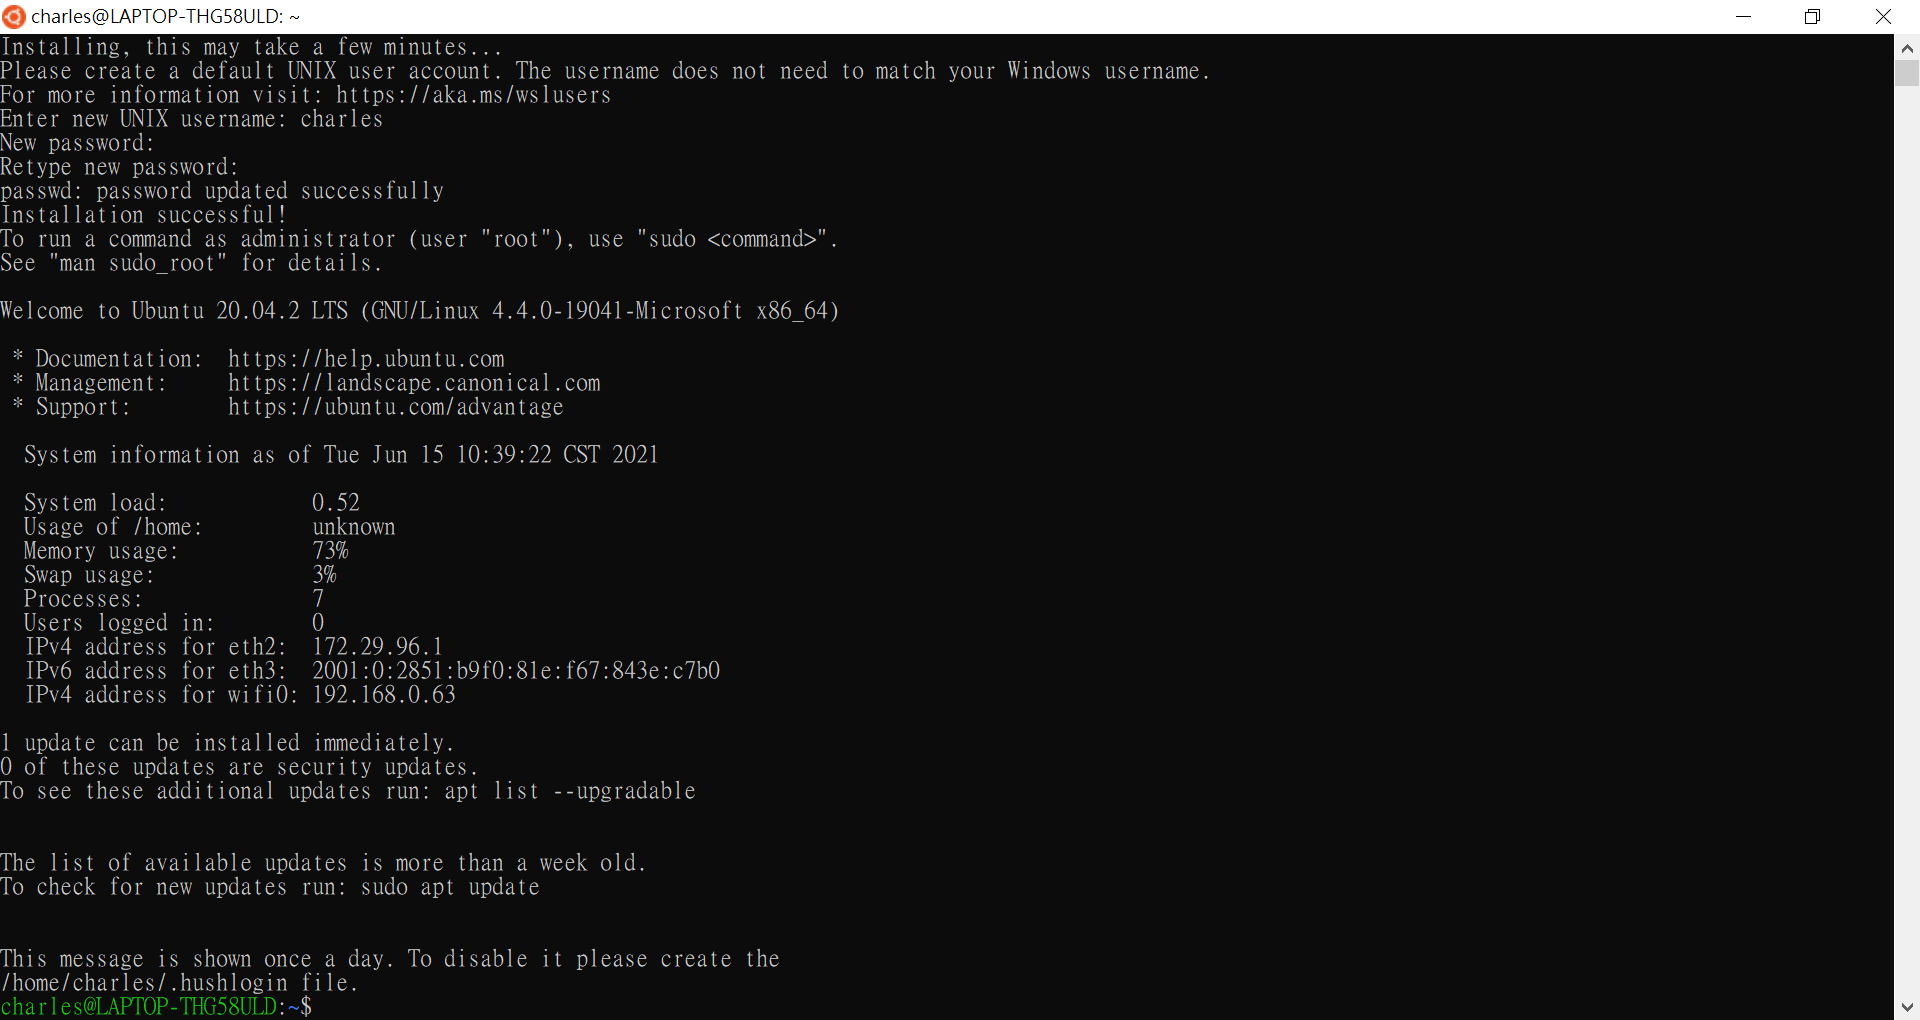 charles@LAPTOP-THG58ULD: ~
Installing, this may take a few minutes...
Please create a default UNIX user account. The username does not need to match your Windows username.
For more information visit: https://aka.ms/wslusers
Enter new UNIX username: charles
New password:
Retype new password:
passwd: password updated successfully
Installation successful!
To run a command as administrator (user "root"), use "sudo <command>".
See "man sudo_root" for details.

Welcome to Ubuntu 20.04.2 LTS (GNU/Linux 4.4.0-19041-Microsoft x86_64)

 * Documentation:  https://help.ubuntu.com
 * Management:     https://landscape.canonical.com
 * Support:        https://ubuntu.com/advantage

  System information as of Tue Jun 15 10:39:22 CST 2021

  System load:            0.52
  Usage of /home:         unknown
  Memory usage:           73%
  Swap usage:             3%
  Processes:              7
  Users logged in:        0
  IPv4 address for eth2:  172.29.96.1
  IPv6 address for eth3:  2001:0:2851:b9f0:81e:f67:843e:c7b0
  IPv4 address for wifi0: 192.168.0.63

1 update can be installed immediately.
0 of these updates are security updates.
To see these additional updates run: apt list --upgradable

The list of available updates is more than a week old.
To check for new updates run: sudo apt update

This message is shown once a day. To disable it please create the
/home/charles/.hushlogin file.
charles@LAPTOP-THG58ULD:~$